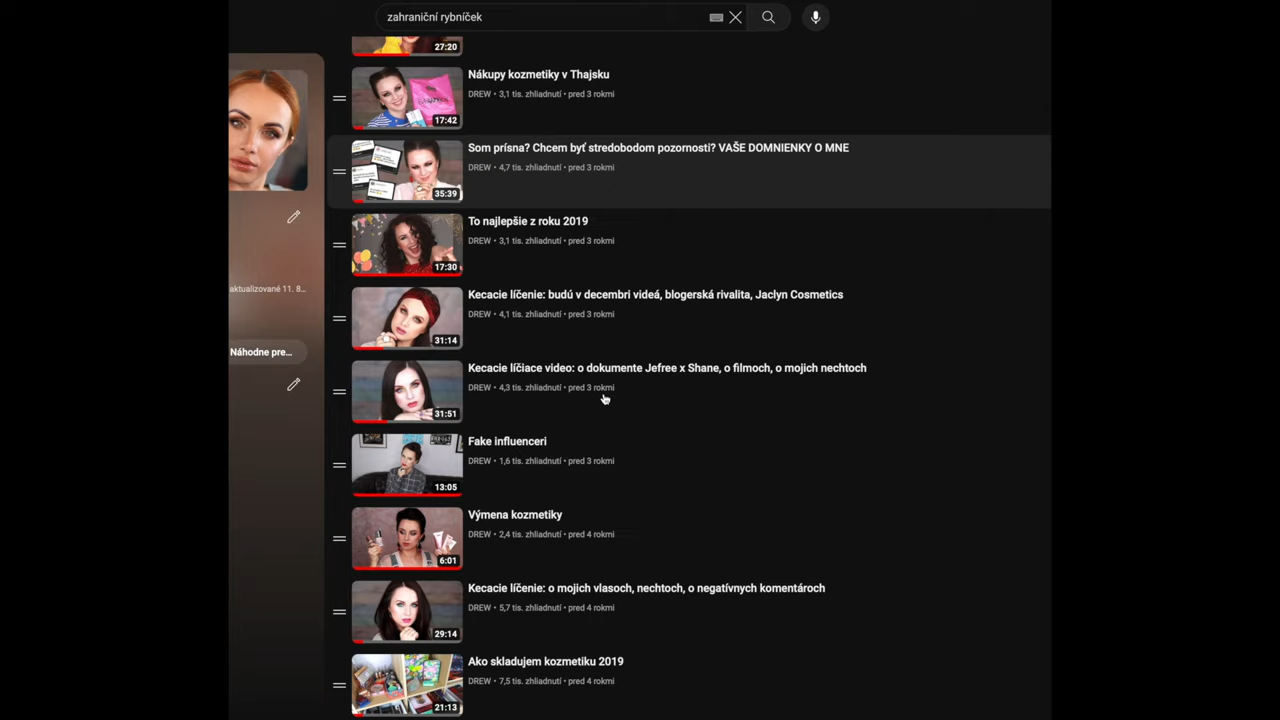 zahraniční rybníček
27:20
Nákupy kozmetiky v Thajsku
DREW • 3,1 tis. zhliadnutí • pred 3 rokmi
17:42
Som prísna? Chcem byť stredobodom pozornosti? VAŠE DOMNIENKY O MNE
DREW • 4,7 tis. zhliadnutí • pred 3 rokmi
35:39
To najlepšie z roku 2019
DREW • 3,1 tis. zhliadnutí • pred 3 rokmi
17:30
aktualizované 11. 8...
Kecacie líčenie: budú v decembri videá, blogerská rivalita, Jaclyn Cosmetics
DREW • 4,1 tis. zhliadnutí • pred 3 rokmi
31:14
Náhodne pre...
Kecacie líčiace video: o dokumente Jefree x Shane, o filmoch, o mojich nechtoch
DREW • 4,3 tis. zhliadnutí • pred 3 rokmi
31:51
Fake influenceri
DREW • 1,6 tis. zhliadnutí • pred 3 rokmi
13:05
Výmena kozmetiky
DREW • 2,4 tis. zhliadnutí • pred 4 rokmi
6:01
Kecacie líčenie: o mojich vlasoch, nechtoch, o negatívnych komentároch
DREW • 5,7 tis. zhliadnutí • pred 4 rokmi
29:14
Ako skladujem kozmetiku 2019
DREW • 7,5 tis. zhliadnutí • pred 4 rokmi
21:13